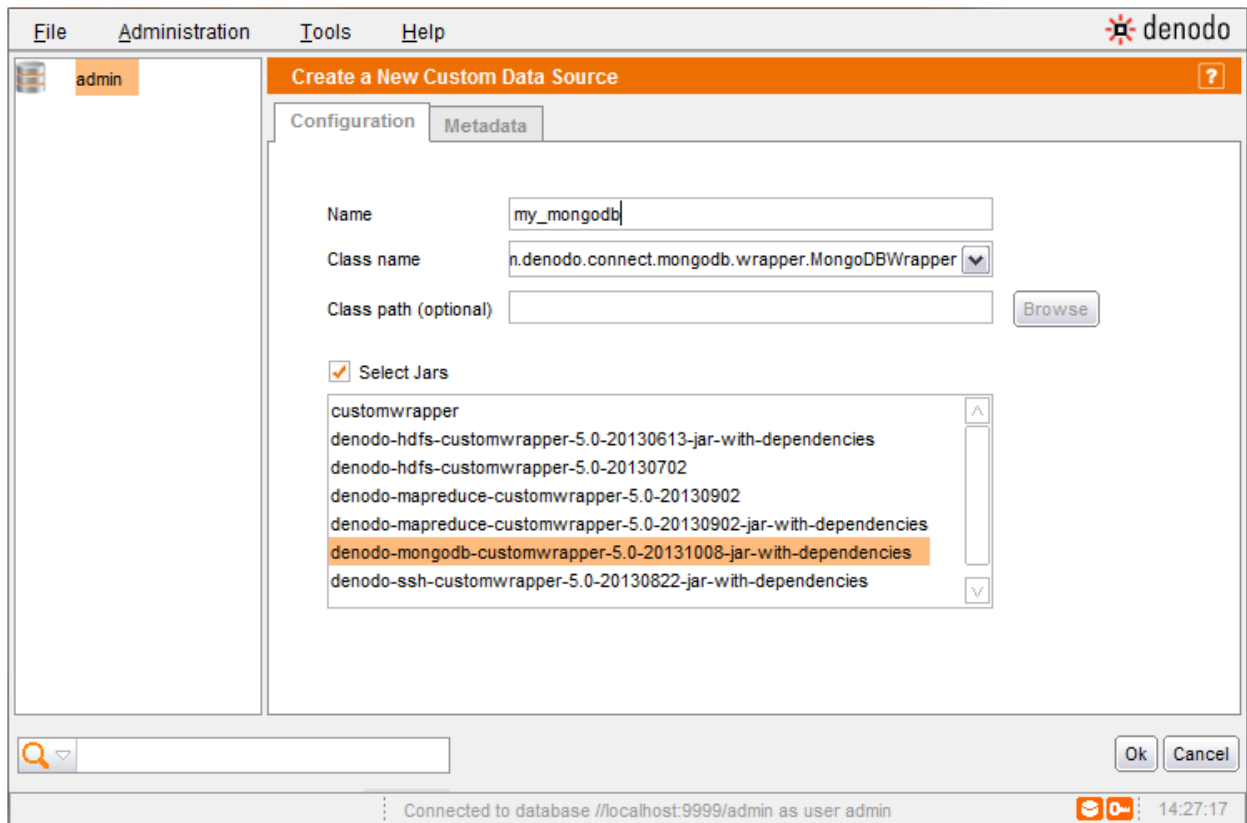 File Administration Tools Help denodo
admin
Create a New Custom Data Source ?
Configuration Metadata
Name my_mongodb
Class name n.denodo.connect.mongodb.wrapper.MongoDBWrapper
Class path (optional) Browse
Select Jars
customwrapper
denodo-hdfs-customwrapper-5.0-20130613-jar-with-dependencies
denodo-hdfs-customwrapper-5.0-20130702
denodo-mapreduce-customwrapper-5.0-20130902
denodo-mapreduce-customwrapper-5.0-20130902-jar-with-dependencies
denodo-mongodb-customwrapper-5.0-20131008-jar-with-dependencies
denodo-ssh-customwrapper-5.0-20130822-jar-with-dependencies
Ok Cancel
Connected to database //localhost:9999/admin as user admin 14:27:17